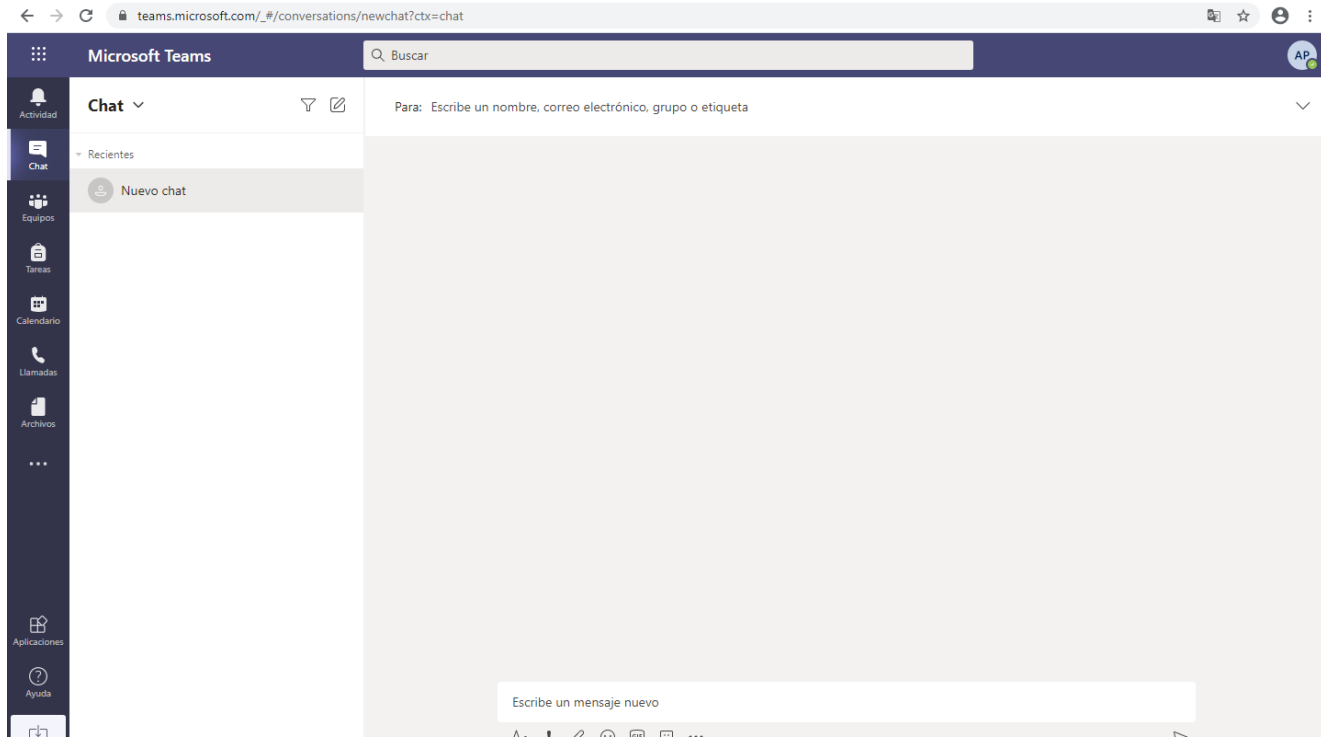 teams.microsoft.com/_#/conversations/newchat?ctx=chat
Microsoft Teams
Buscar
AP
Actividad
Chat
Equipos
Tareas
Calendario
Llamadas
Archivos
Aplicaciones
Ayuda
Chat
Recientes
Nuevo chat
Para: Escribe un nombre, correo electrónico, grupo o etiqueta
Escribe un mensaje nuevo
GIF